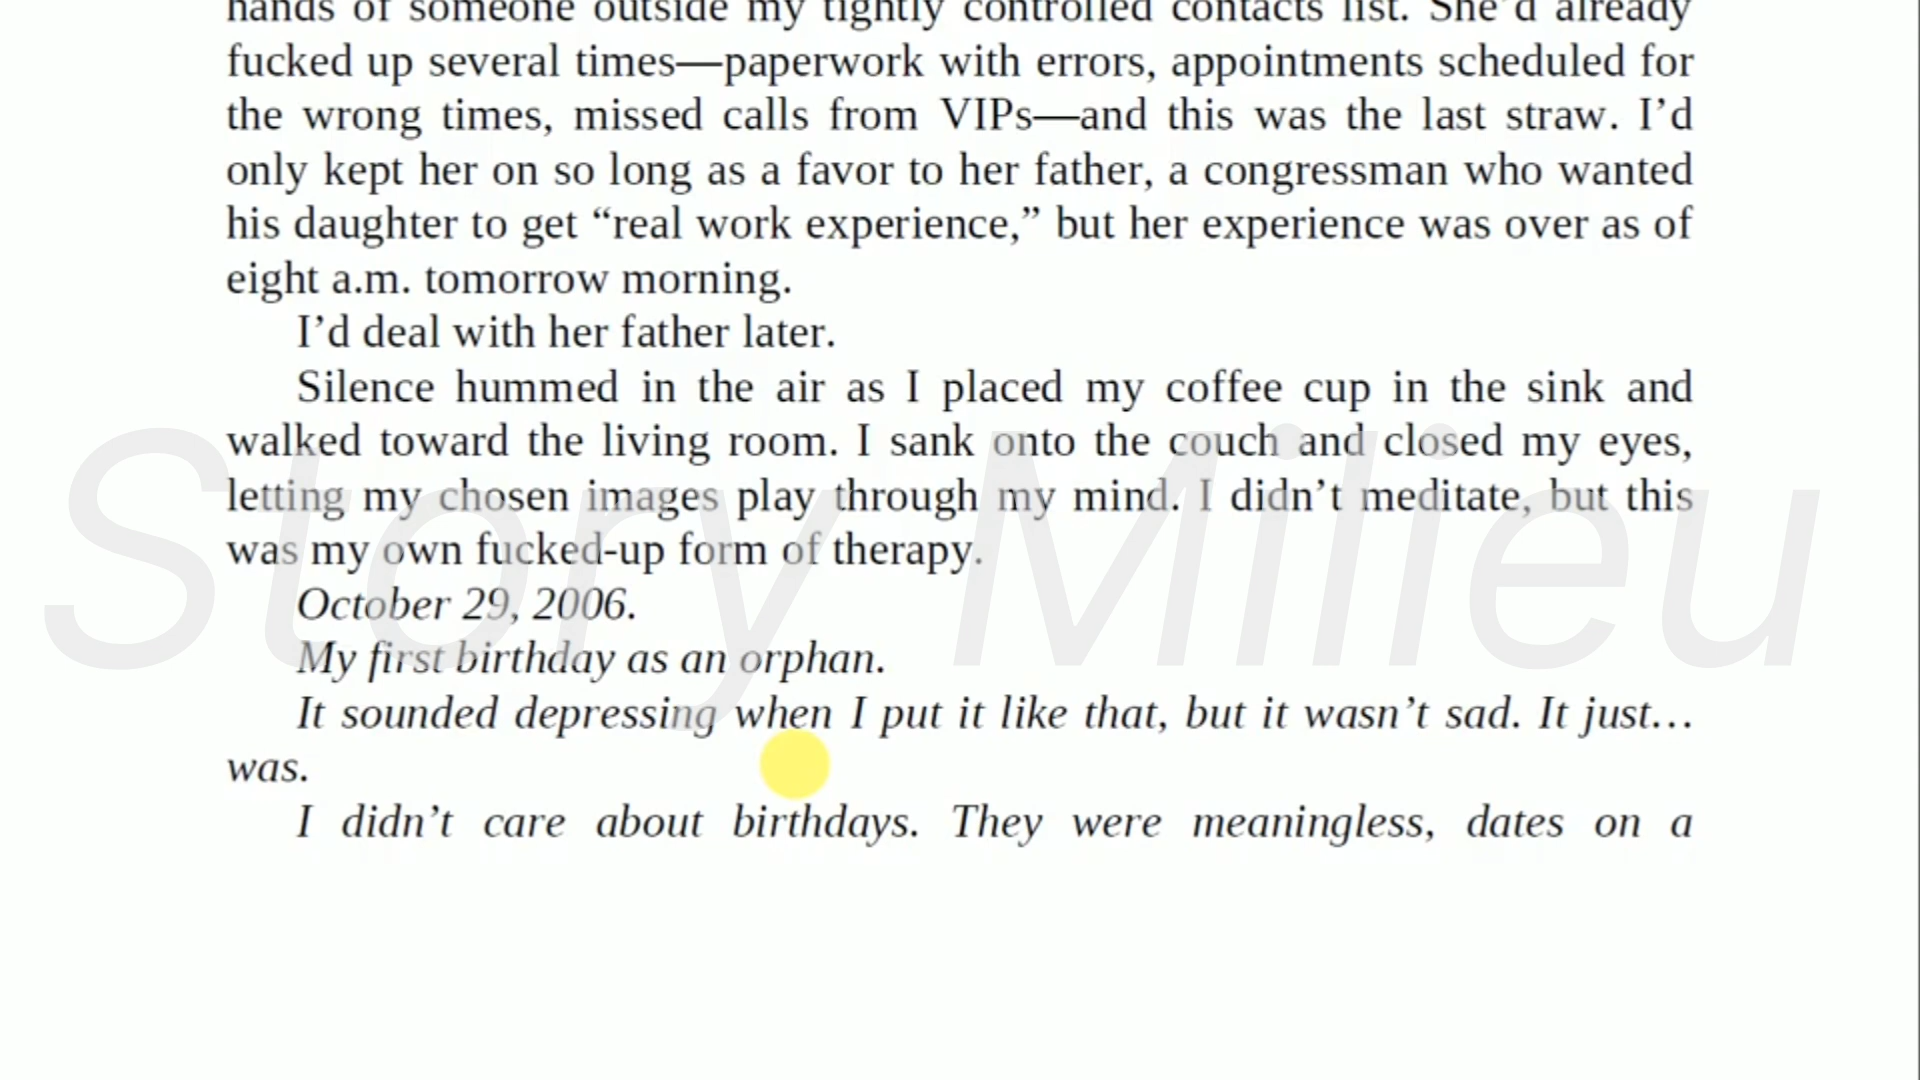 hands of someone outside my tightly controlled contacts list. She’d already
fucked up several times—paperwork with errors, appointments scheduled for
the wrong times, missed calls from VIPs—and this was the last straw. I’d
only kept her on so long as a favor to her father, a congressman who wanted
his daughter to get “real work experience,” but her experience was over as of
eight a.m. tomorrow morning.
I’d deal with her father later.
Silence hummed in the air as I placed my coffee cup in the sink and
walked toward the living room. I sank onto the couch and closed my eyes,
letting my chosen images play through my mind. I didn’t meditate, but this
was my own fucked-up form of therapy.
October 29, 2006.
My first birthday as an orphan.
It sounded depressing when I put it like that, but it wasn’t sad. It just…
was.
I didn’t care about birthdays. They were meaningless, dates on a
Story Milieu